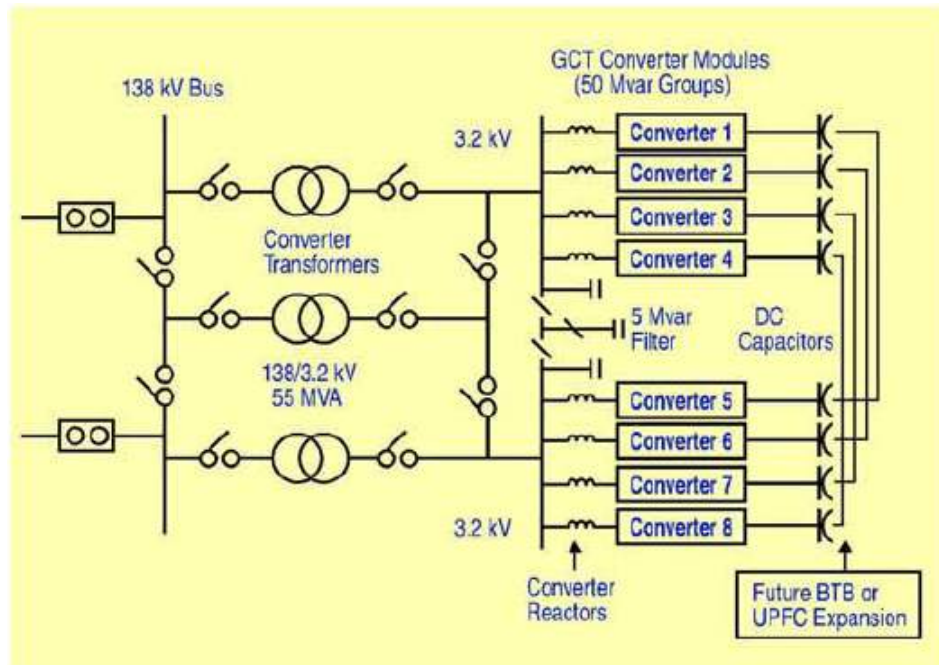 GCT Converter Modules
(50 Mvar Groups)
138 kV Bus
3.2 kV
Converter 1
Converter 2
Converter 3
Converter 4
Converter
Transformers
5 Mvar
Filter
DC
Capacitors
138/3.2 kV
55 MVA
Converter 5
Converter 6
Converter 7
Converter 8
3.2 kV
Converter
Reactors
Future BTB or
UPFC Expansion